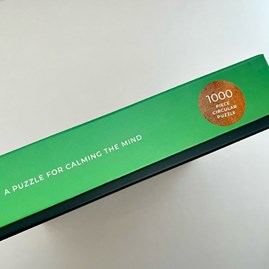 A PUZZLE FOR CALMING THE MIND
1000
PIECE
CIRCULAR
PUZZLE